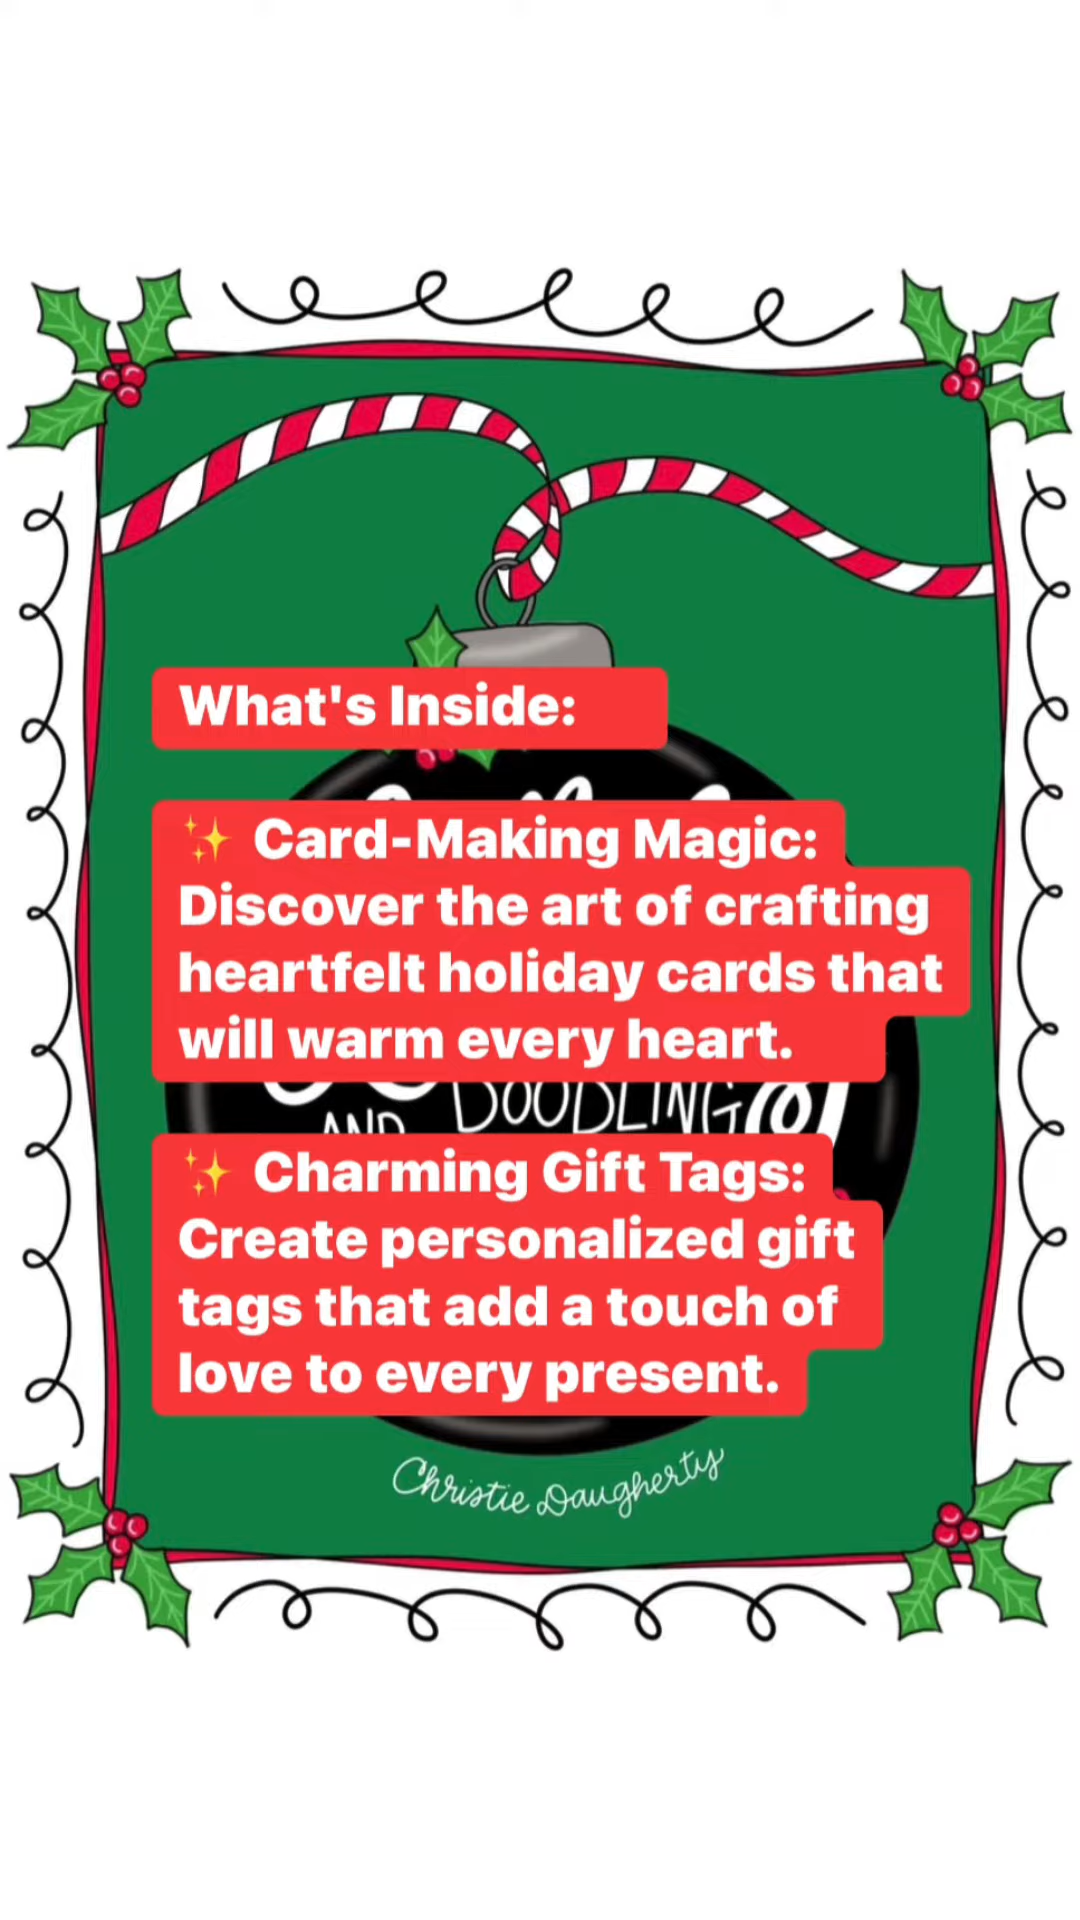 What's Inside:
✨ Card-Making Magic:
Discover the art of crafting
heartfelt holiday cards that
will warm every heart.
AND DOODLING
✨ Charming Gift Tags:
Create personalized gift
tags that add a touch of
love to every present.
Christie Daugherty